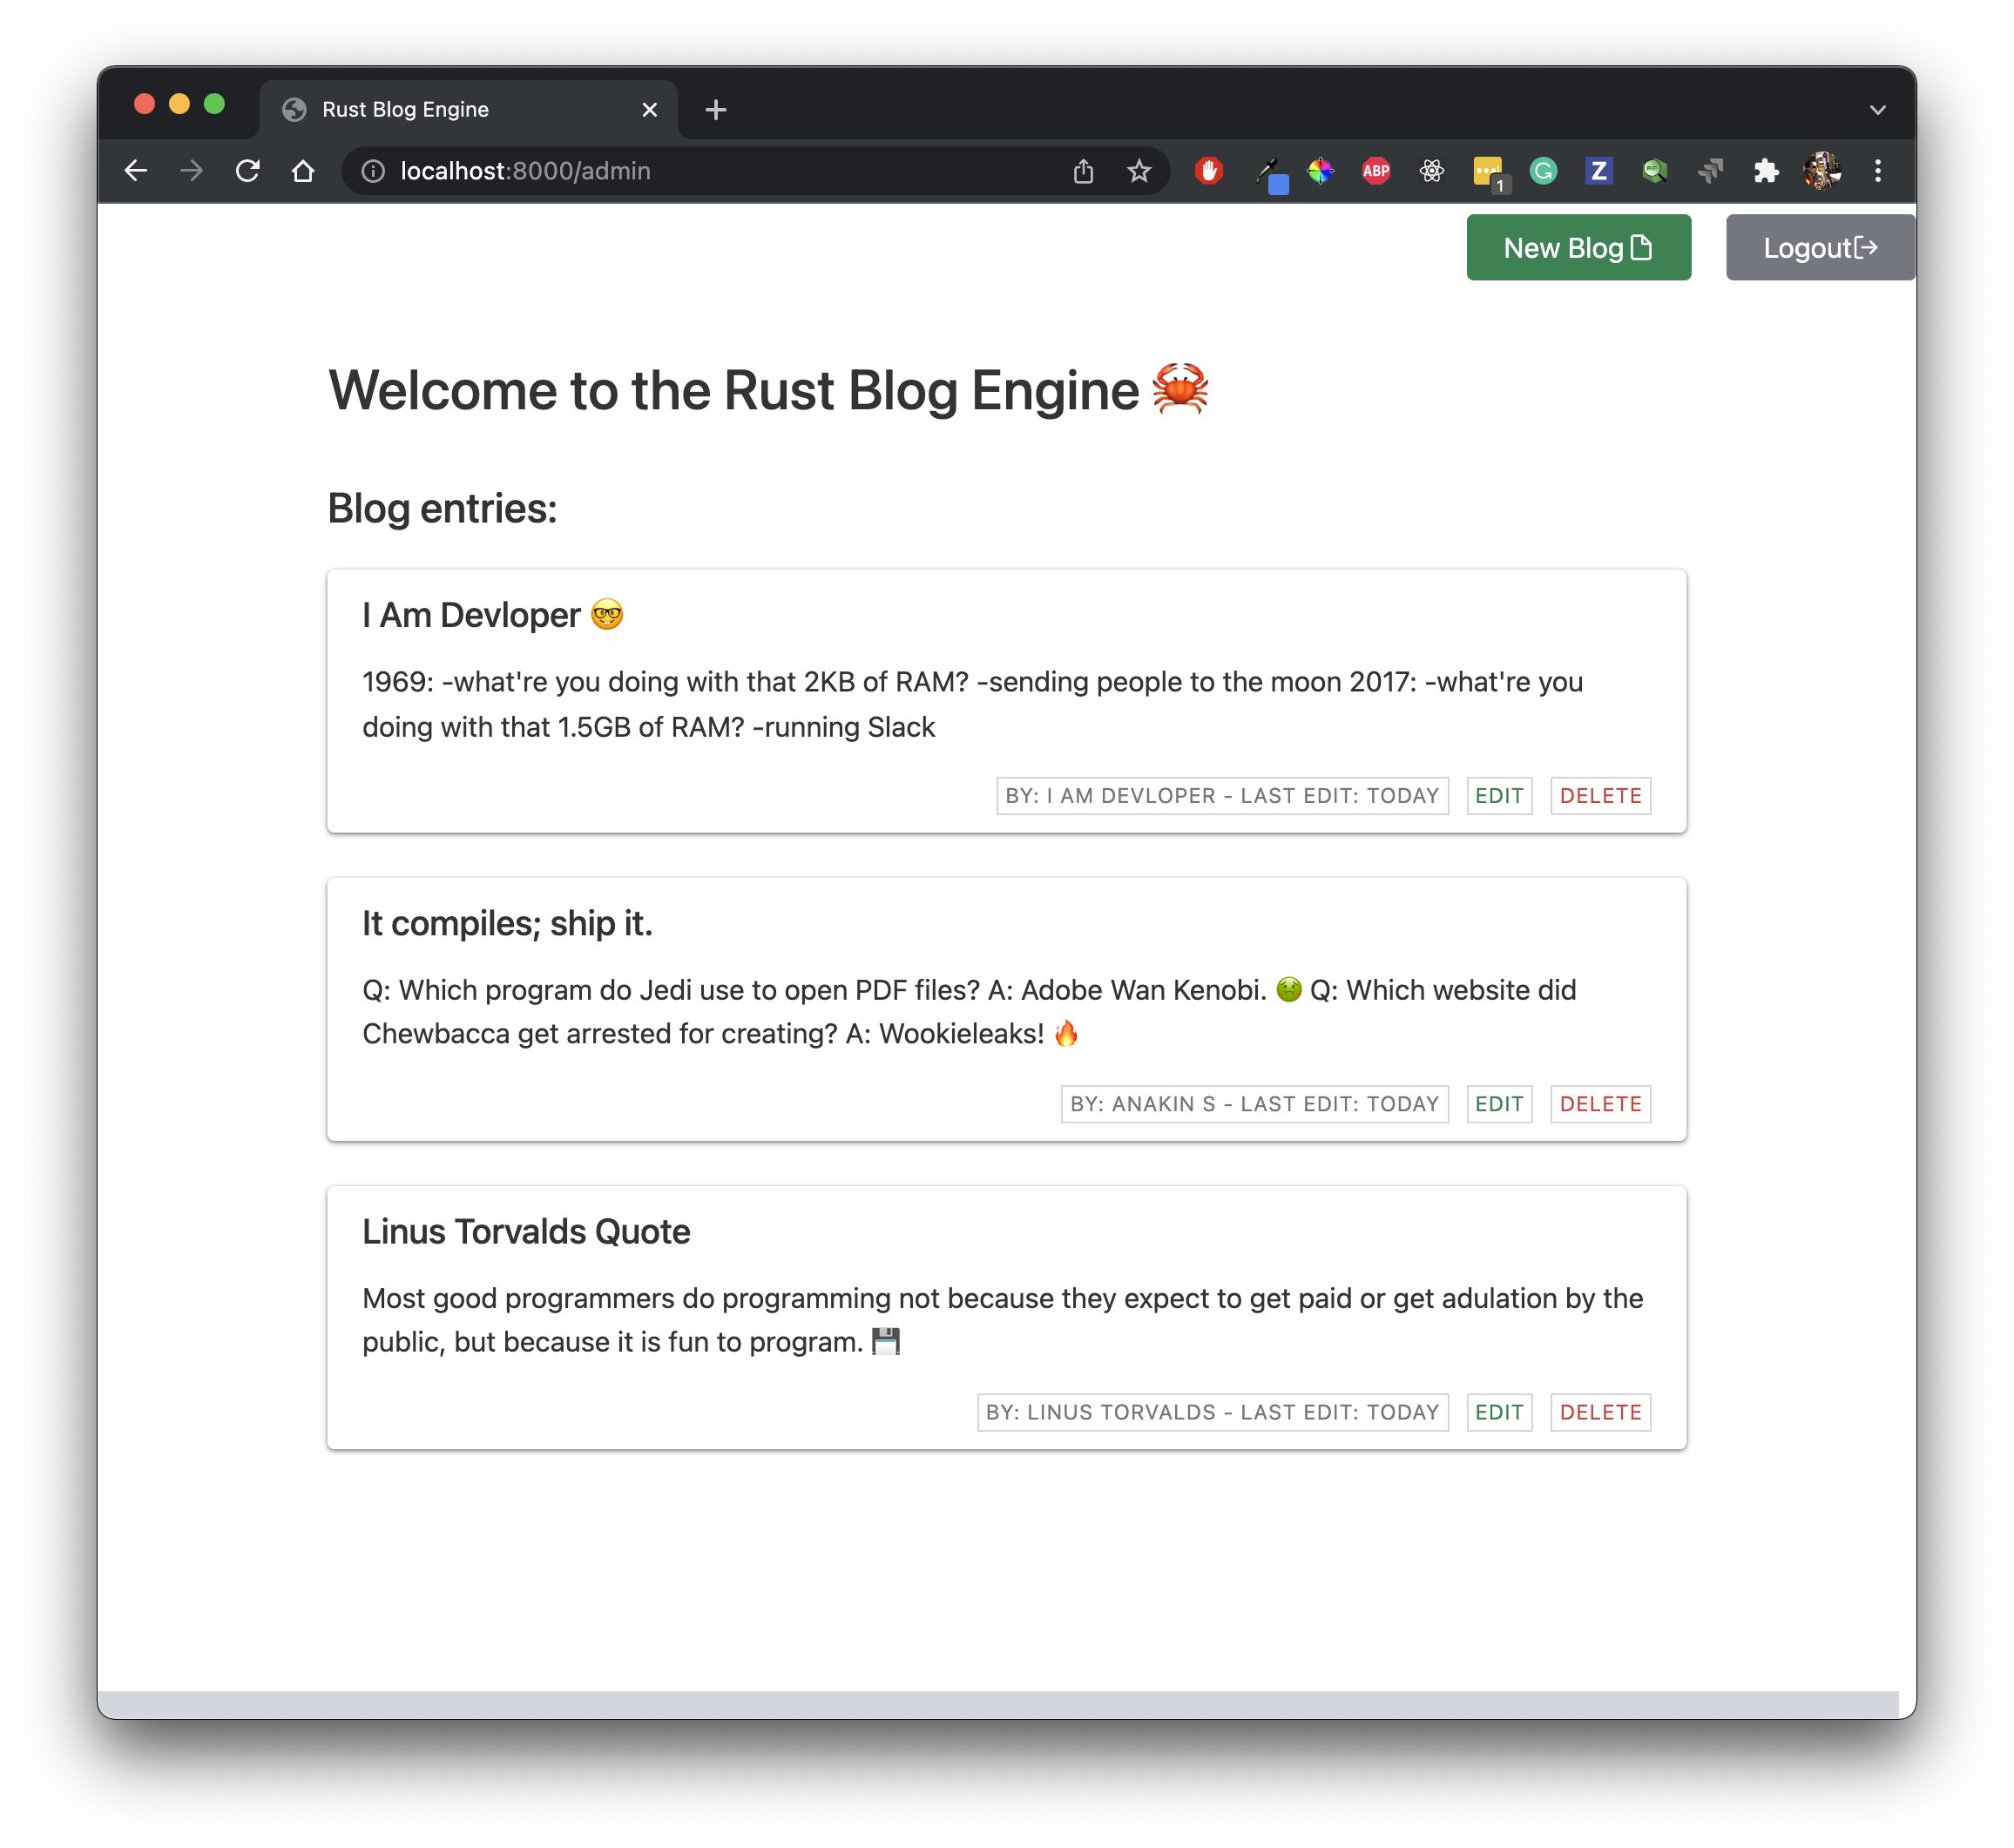 Rust Blog Engine
localhost:8000/admin
ABP
1
G
Z
New Blog
Logout
Welcome to the Rust Blog Engine 🦀
Blog entries:
I Am Devloper 🤓
1969: -what're you doing with that 2KB of RAM? -sending people to the moon 2017: -what're you
doing with that 1.5GB of RAM? -running Slack
BY: I AM DEVLOPER - LAST EDIT: TODAY EDIT DELETE
It compiles; ship it.
Q: Which program do Jedi use to open PDF files? A: Adobe Wan Kenobi. 🤢 Q: Which website did
Chewbacca get arrested for creating? A: Wookieleaks! 🔥
BY: ANAKIN S - LAST EDIT: TODAY EDIT DELETE
Linus Torvalds Quote
Most good programmers do programming not because they expect to get paid or get adulation by the
public, but because it is fun to program. 💾
BY: LINUS TORVALDS - LAST EDIT: TODAY EDIT DELETE